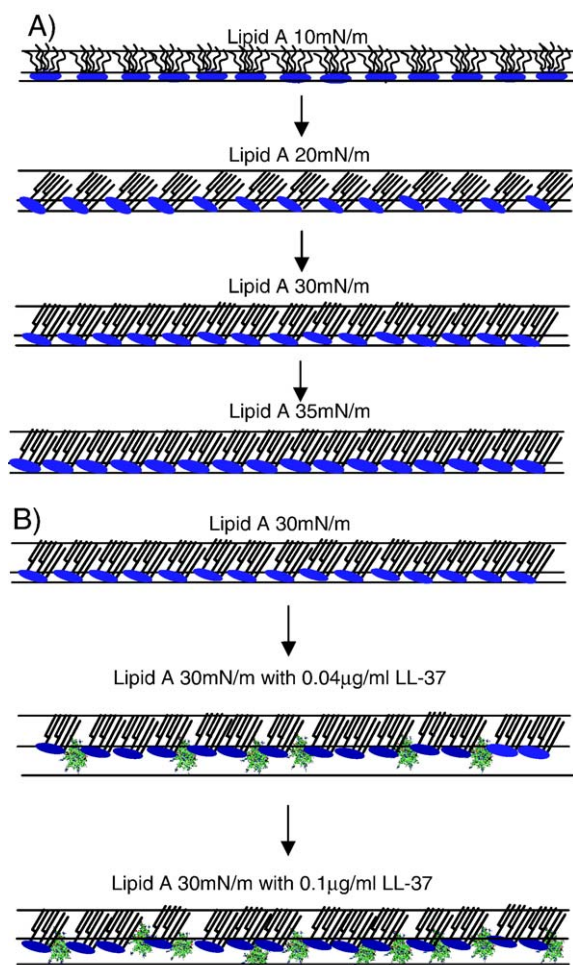 A)
Lipid A 10mN/m
Lipid A 20mN/m
Lipid A 30mN/m
Lipid A 35mN/m
B)
Lipid A 30mN/m
Lipid A 30mN/m with 0.04μg/ml LL-37
Lipid A 30mN/m with 0.1μg/ml LL-37